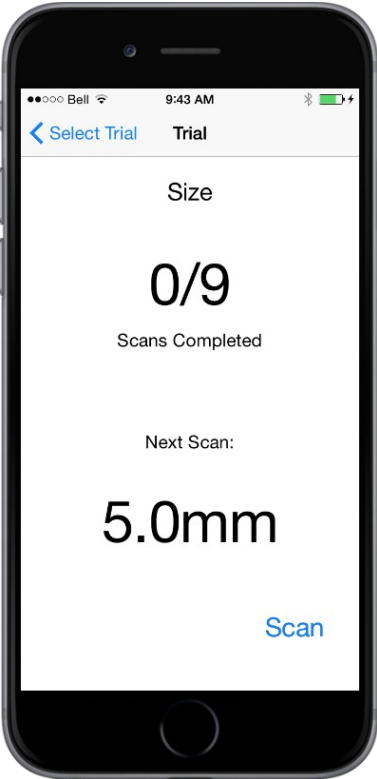 Bell
9:43 AM
Select Trial
Trial
Size
0/9
Scans Completed
Next Scan:
5.0mm
Scan